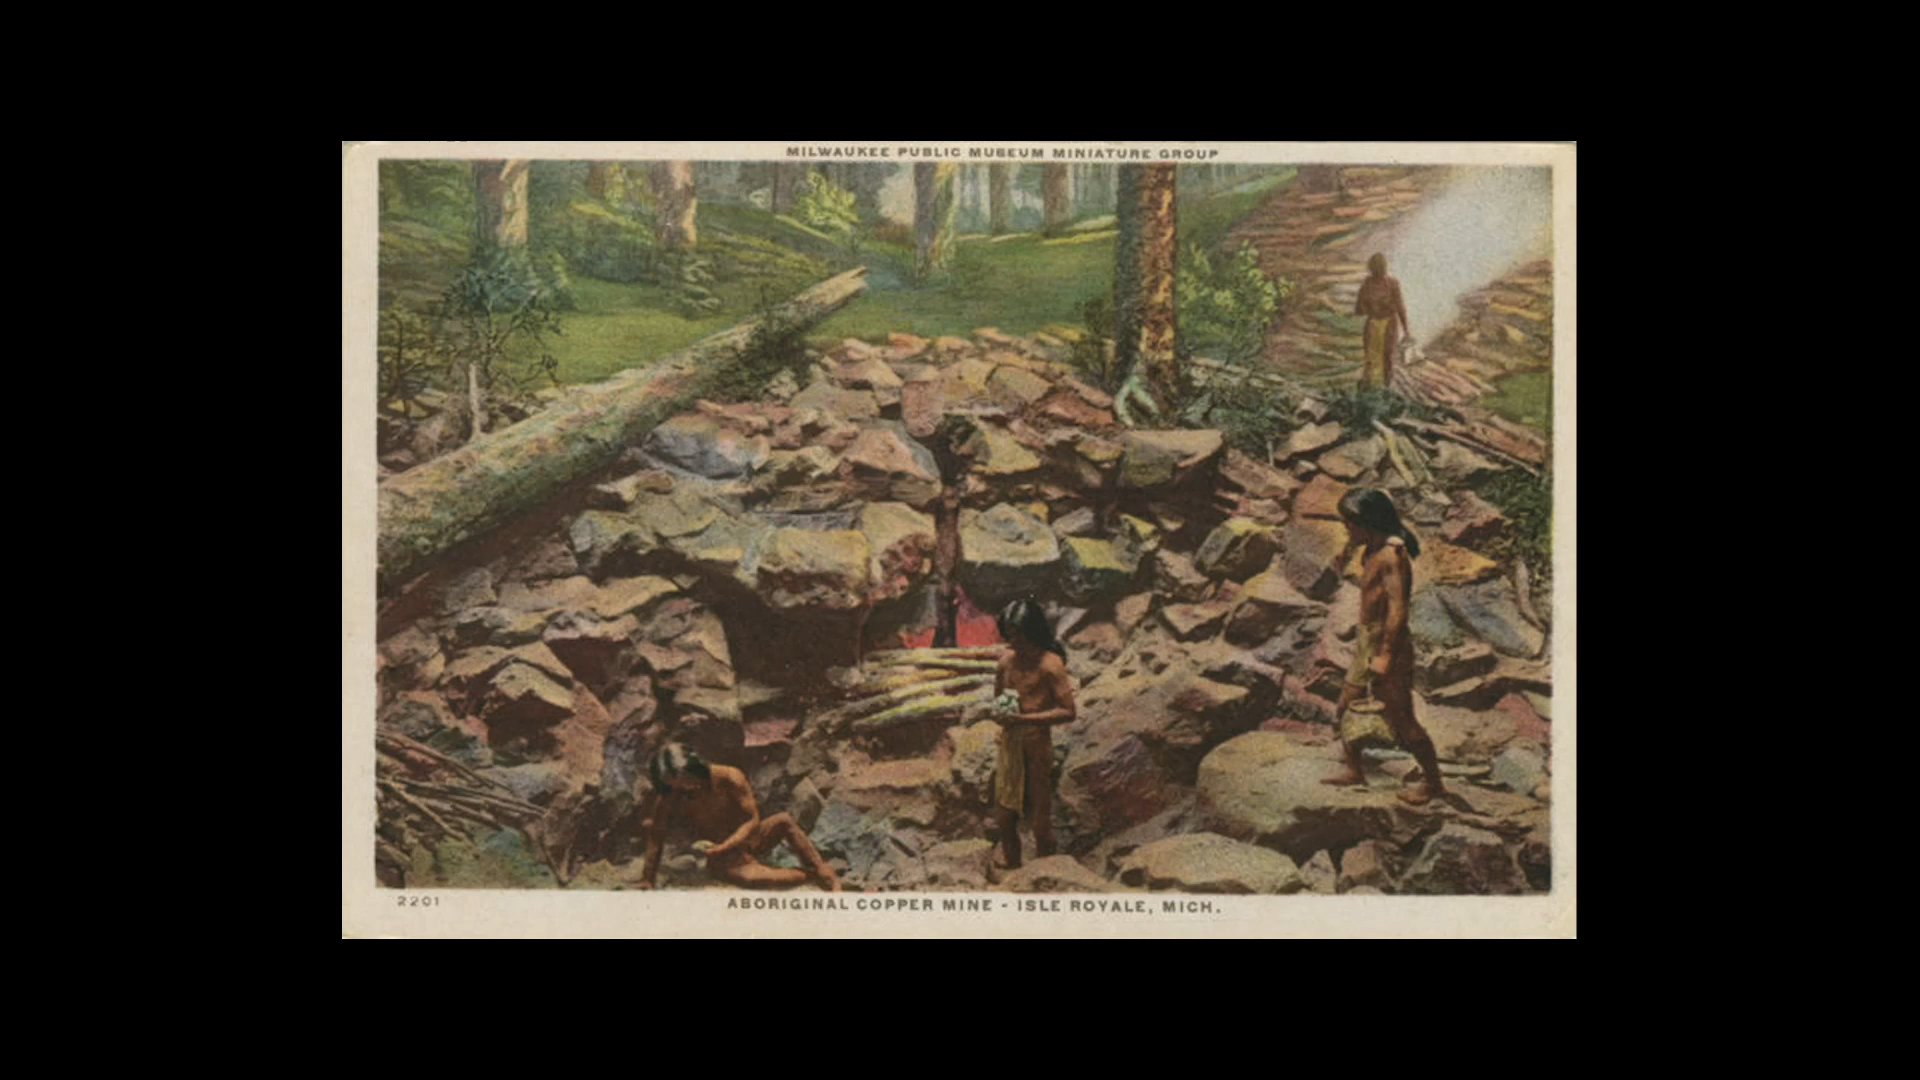 MILWAUKEE PUBLIC MUSEUM MINIATURE GROUP
2201
ABORIGINAL COPPER MINE - ISLE ROYALE, MICH.